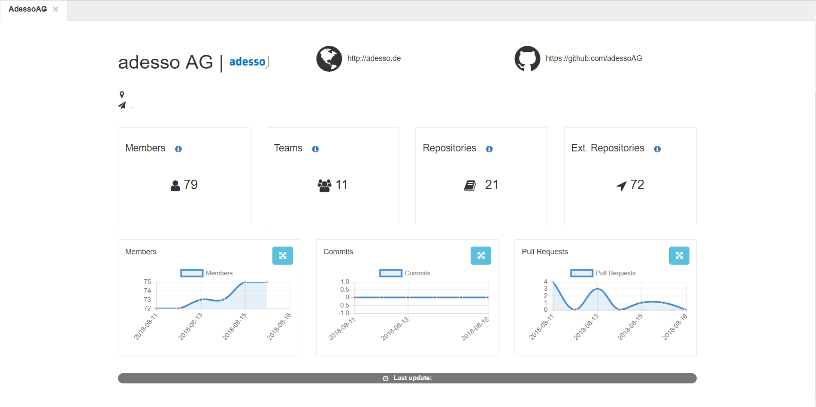 AdessoAG ×
adesso AG | adesso
http://adesso.de
https://github.com/adessoAG
Members
79
Teams
11
Repositories
21
Ext. Repositories
72
Members
Members
75
74
73
72
2018-08-11
2018-08-13
2018-08-15
2018-08-18
Commits
Commits
1.0
0.5
0
-0.5
-1.0
2018-08-11
2018-08-13
2018-08-18
Pull Requests
Pull Requests
4
3
2
1
0
2018-08-11
2018-08-13
2018-08-15
2018-08-18
Last update: